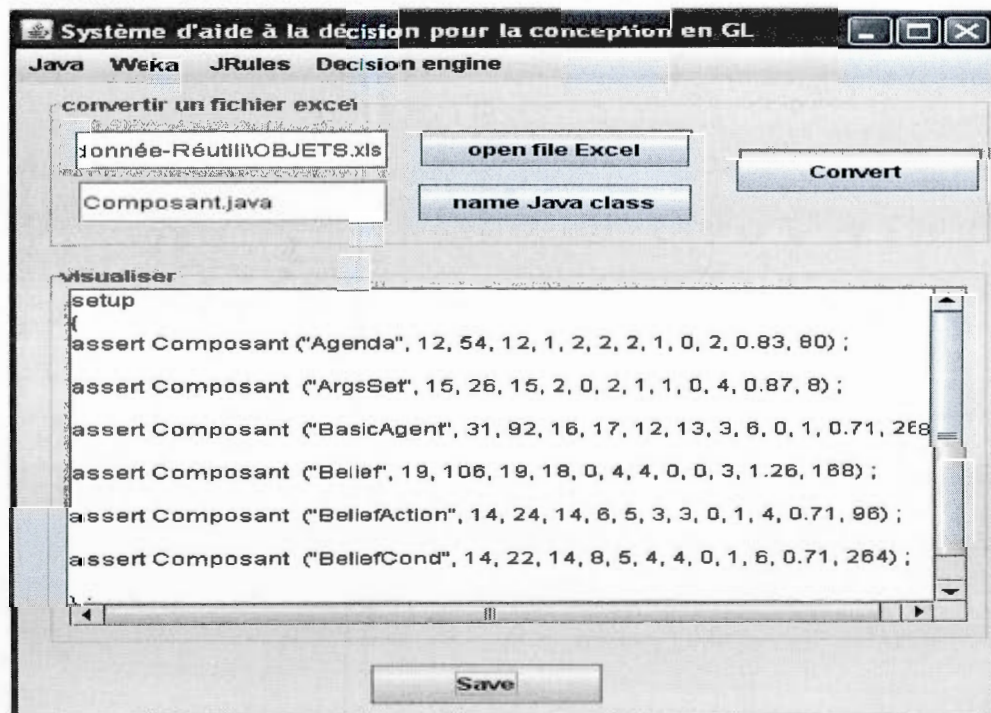 Système d'aide à la décision pour la conception en GL
Java Weka JRules Decision engine
convertir un fichier excel
onnée-Réutili\OBJETS.xls open file Excel
Convert
Composant.java name Java class
visualiser
setup
{
assert Composant ("Agenda", 12, 54, 12, 1, 2, 2, 2, 1, 0, 2, 0.83, 80) ;
assert Composant ("ArgsSet", 15, 26, 15, 2, 0, 2, 1, 1, 0, 4, 0.87, 8) ;
assert Composant ("BasicAgent", 31, 92, 16, 17, 12, 13, 3, 6, 0, 1, 0.71, 268
assert Composant ("Belief", 19, 106, 19, 18, 0, 4, 4, 0, 0, 3, 1.26, 168) ;
assert Composant ("BeliefAction", 14, 24, 14, 6, 5, 3, 3, 0, 1, 4, 0.71, 96) ;
assert Composant ("BeliefCond", 14, 22, 14, 8, 5, 4, 4, 0, 1, 6, 0.71, 264) ;
} ;
Save